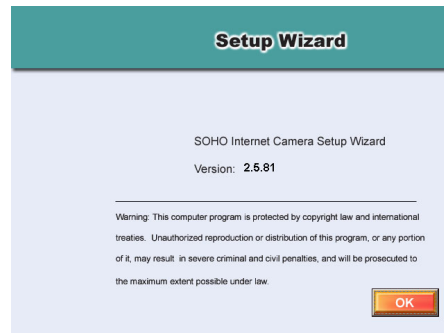 Setup Wizard
SOHO Internet Camera Setup Wizard
Version: 2.5.81
Warning: This computer program is protected by copyright law and international
treaties. Unauthorized reproduction or distribution of this program, or any portion
of it, may result in severe criminal and civil penalties, and will be prosecuted to
the maximum extent possible under law.
OK